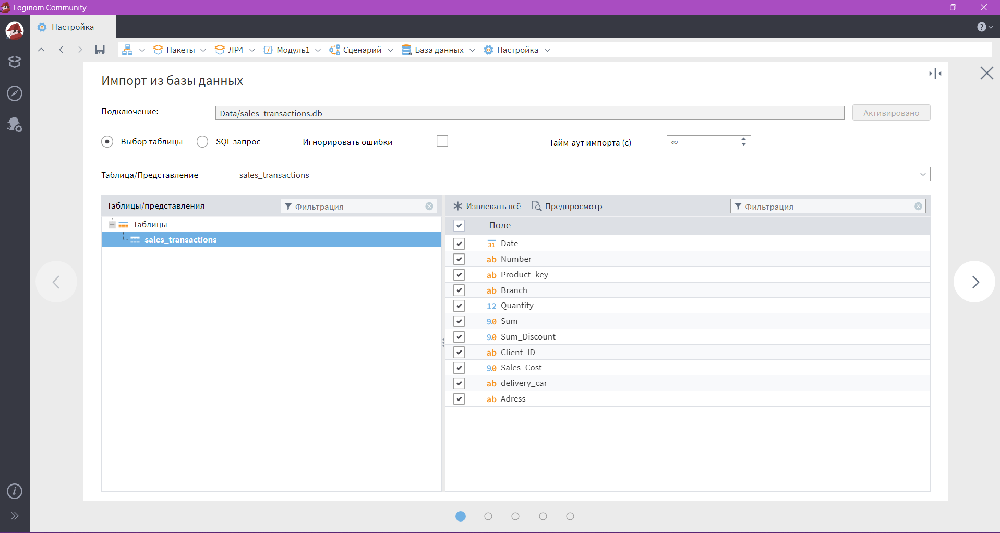 Loginom Community
Настройка
Пакеты ЛР4 Модуль1 Сценарий База данных Настройка
Импорт из базы данных
Подключение: Data/sales_transactions.db Активировано
Выбор таблицы SQL запрос Игнорировать ошибки Тайм-аут импорта (с) ∞
Таблица/Представление sales_transactions
Таблицы/представления Фильтрация
Таблицы
sales_transactions
Извлекать всё Предпросмотр Фильтрация
Поле
31 Date
ab Number
ab Product_key
ab Branch
12 Quantity
9.0 Sum
9.0 Sum_Discount
ab Client_ID
9.0 Sales_Cost
ab delivery_car
ab Adress